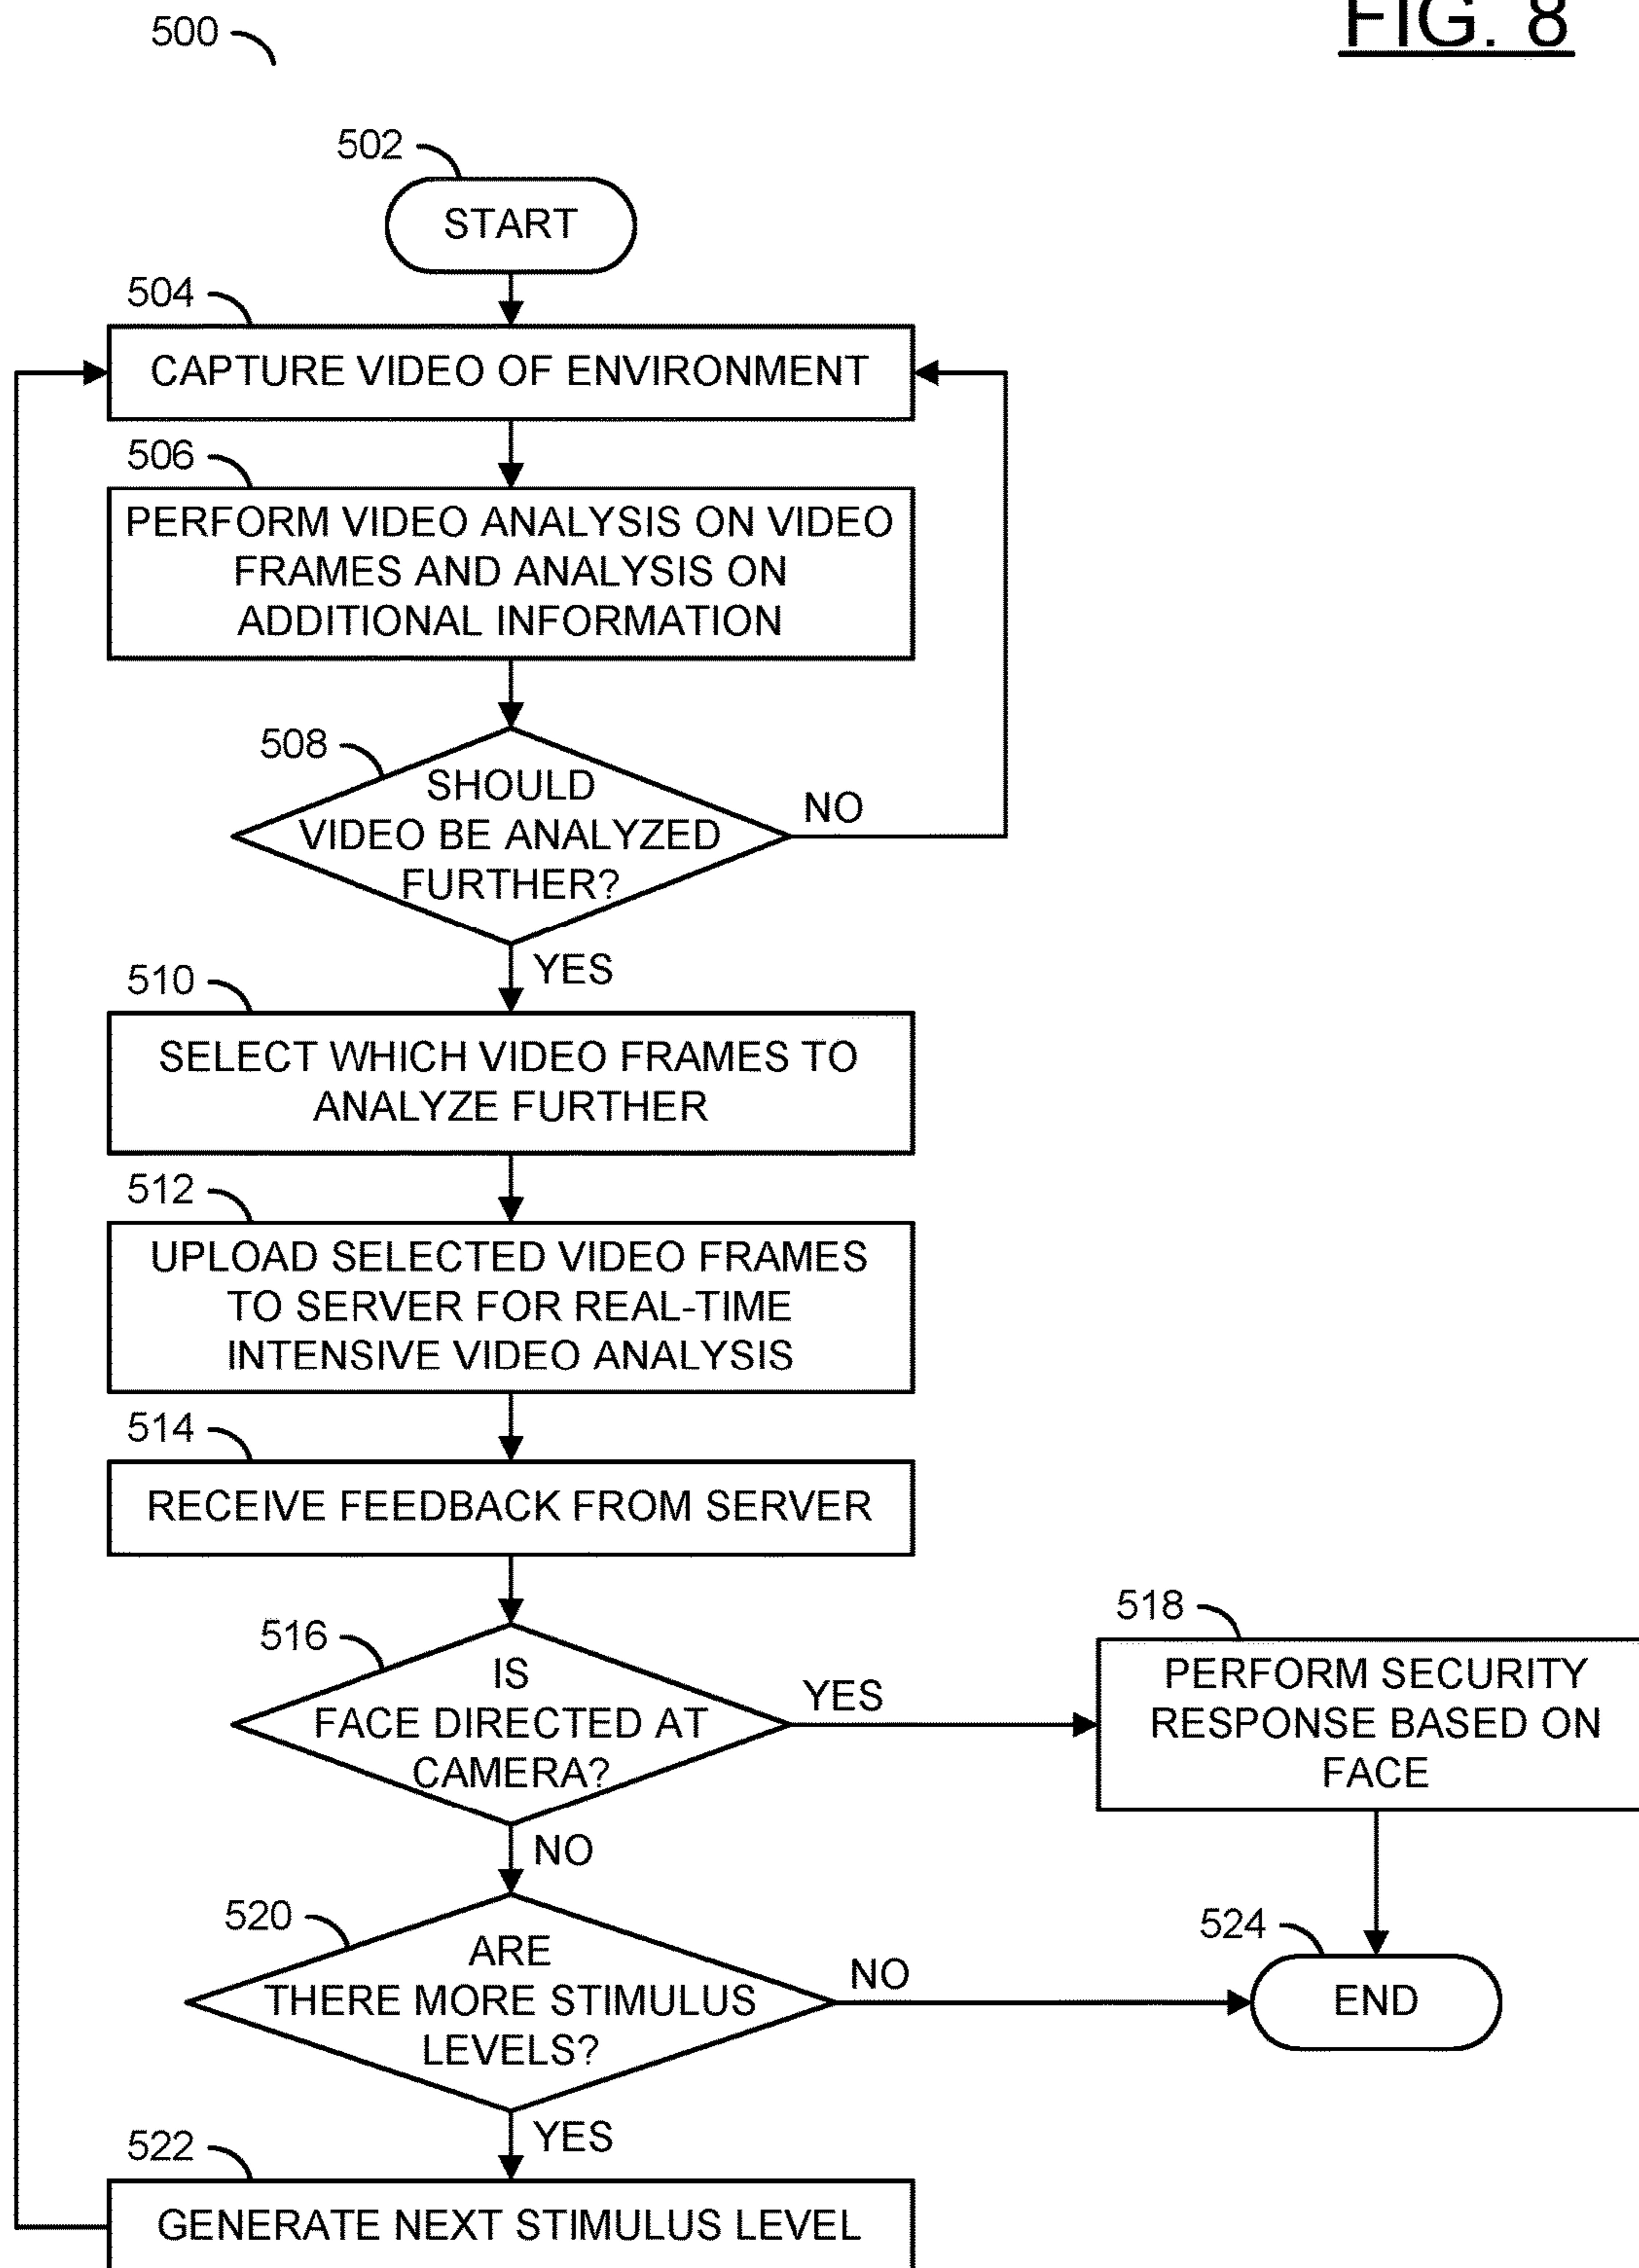 500
FIG. 8
502
START
504
CAPTURE VIDEO OF ENVIRONMENT
506
PERFORM VIDEO ANALYSIS ON VIDEO
FRAMES AND ANALYSIS ON
ADDITIONAL INFORMATION
508
SHOULD
VIDEO BE ANALYZED
FURTHER?
NO
YES
510
SELECT WHICH VIDEO FRAMES TO
ANALYZE FURTHER
512
UPLOAD SELECTED VIDEO FRAMES
TO SERVER FOR REAL-TIME
INTENSIVE VIDEO ANALYSIS
514
RECEIVE FEEDBACK FROM SERVER
516
IS
FACE DIRECTED AT
CAMERA?
YES
518
PERFORM SECURITY
RESPONSE BASED ON
FACE
NO
520
ARE
THERE MORE STIMULUS
LEVELS?
NO
524
END
YES
522
GENERATE NEXT STIMULUS LEVEL